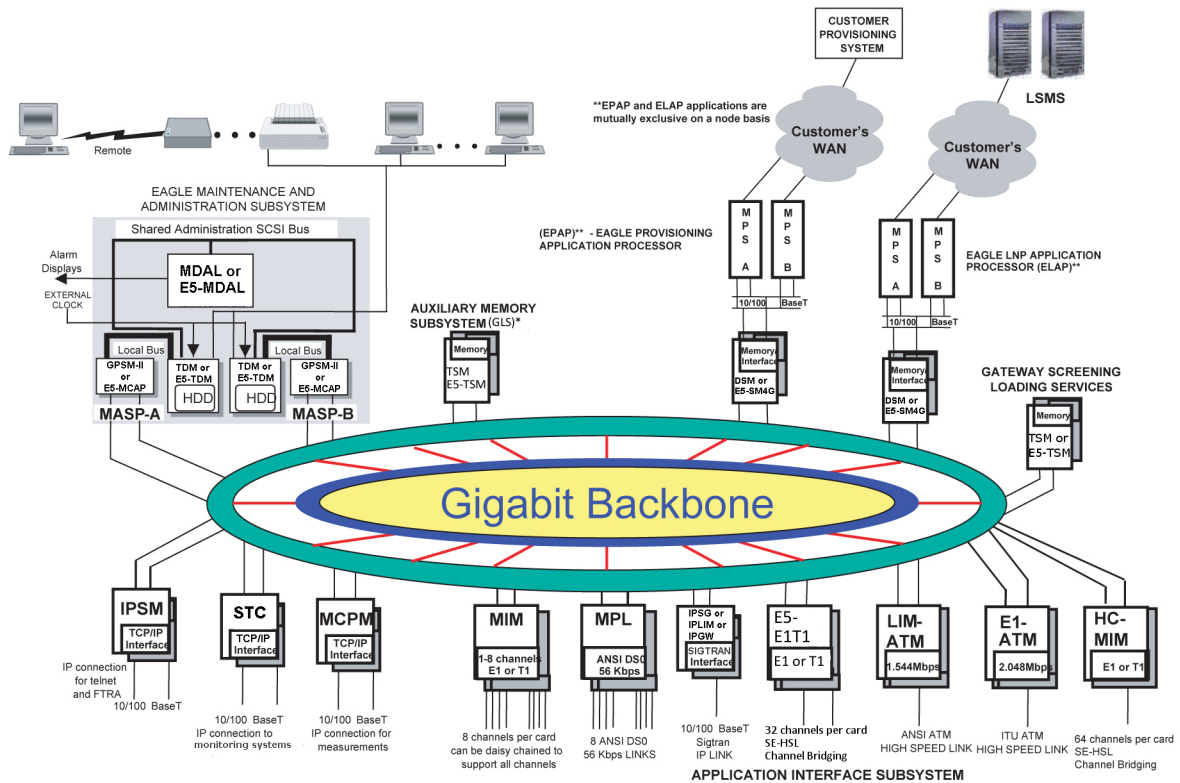 CUSTOMER
PROVISIONING
SYSTEM
LSMS
**EPAP and ELAP applications are
mutually exclusive on a node basis
Customer's
WAN
Customer's
WAN
Remote
EAGLE MAINTENANCE AND
ADMINISTRATION SUBSYSTEM
Shared Administration SCSI Bus
Alarm
Displays
MDAL or
E5-MDAL
EXTERNAL
CLOCK
Local Bus
Local Bus
GPSM-II
or
E5-MCAP
TDM or
E5-TDM
HDD
TDM or
E5-TDM
HDD
GPSM-II
or
E5-MCAP
MASP-A
MASP-B
AUXILIARY MEMORY
SUBSYSTEM (GLS)*
Memory
TSM
E5-TSM
(EPAP)** - EAGLE PROVISIONING
APPLICATION PROCESSOR
M
P
S
A
M
P
S
B
10/100
BaseT
Memory/
Interface
DSM or
E5-SM4G
M
P
S
A
M
P
S
B
EAGLE LNP APPLICATION
PROCESSOR (ELAP)**
10/100
BaseT
Memory/
Interface
DSM or
E5-SM4G
GATEWAY SCREENING
LOADING SERVICES
Memory
TSM or
E5-TSM
Gigabit Backbone
IPSM
TCP/IP
Interface
IP connection
for telnet
and FTRA
10/100 BaseT
STC
TCP/IP
Interface
10/100 BaseT
IP connection to
monitoring systems
MCPM
TCP/IP
Interface
10/100 BaseT
IP connection for
measurements
MIM
1-8 channels
E1 or T1
8 channels per card
can be daisy chained to
support all channels
MPL
ANSI DS0
56 Kbps
8 ANSI DS0
56 Kbps LINKS
IPSG or
IPLIM or
IPGW
SIGTRAN
Interface
10/100 BaseT
Sigtran
IP LINK
E5-
E1T1
E1 or T1
32 channels per card
SE-HSL
Channel Bridging
LIM-
ATM
1.544Mbps
ANSI ATM
HIGH SPEED LINK
E1-
ATM
2.048Mbps
ITU ATM
HIGH SPEED LINK
HC-
MIM
E1 or T1
64 channels per card
SE-HSL
Channel Bridging
APPLICATION INTERFACE SUBSYSTEM